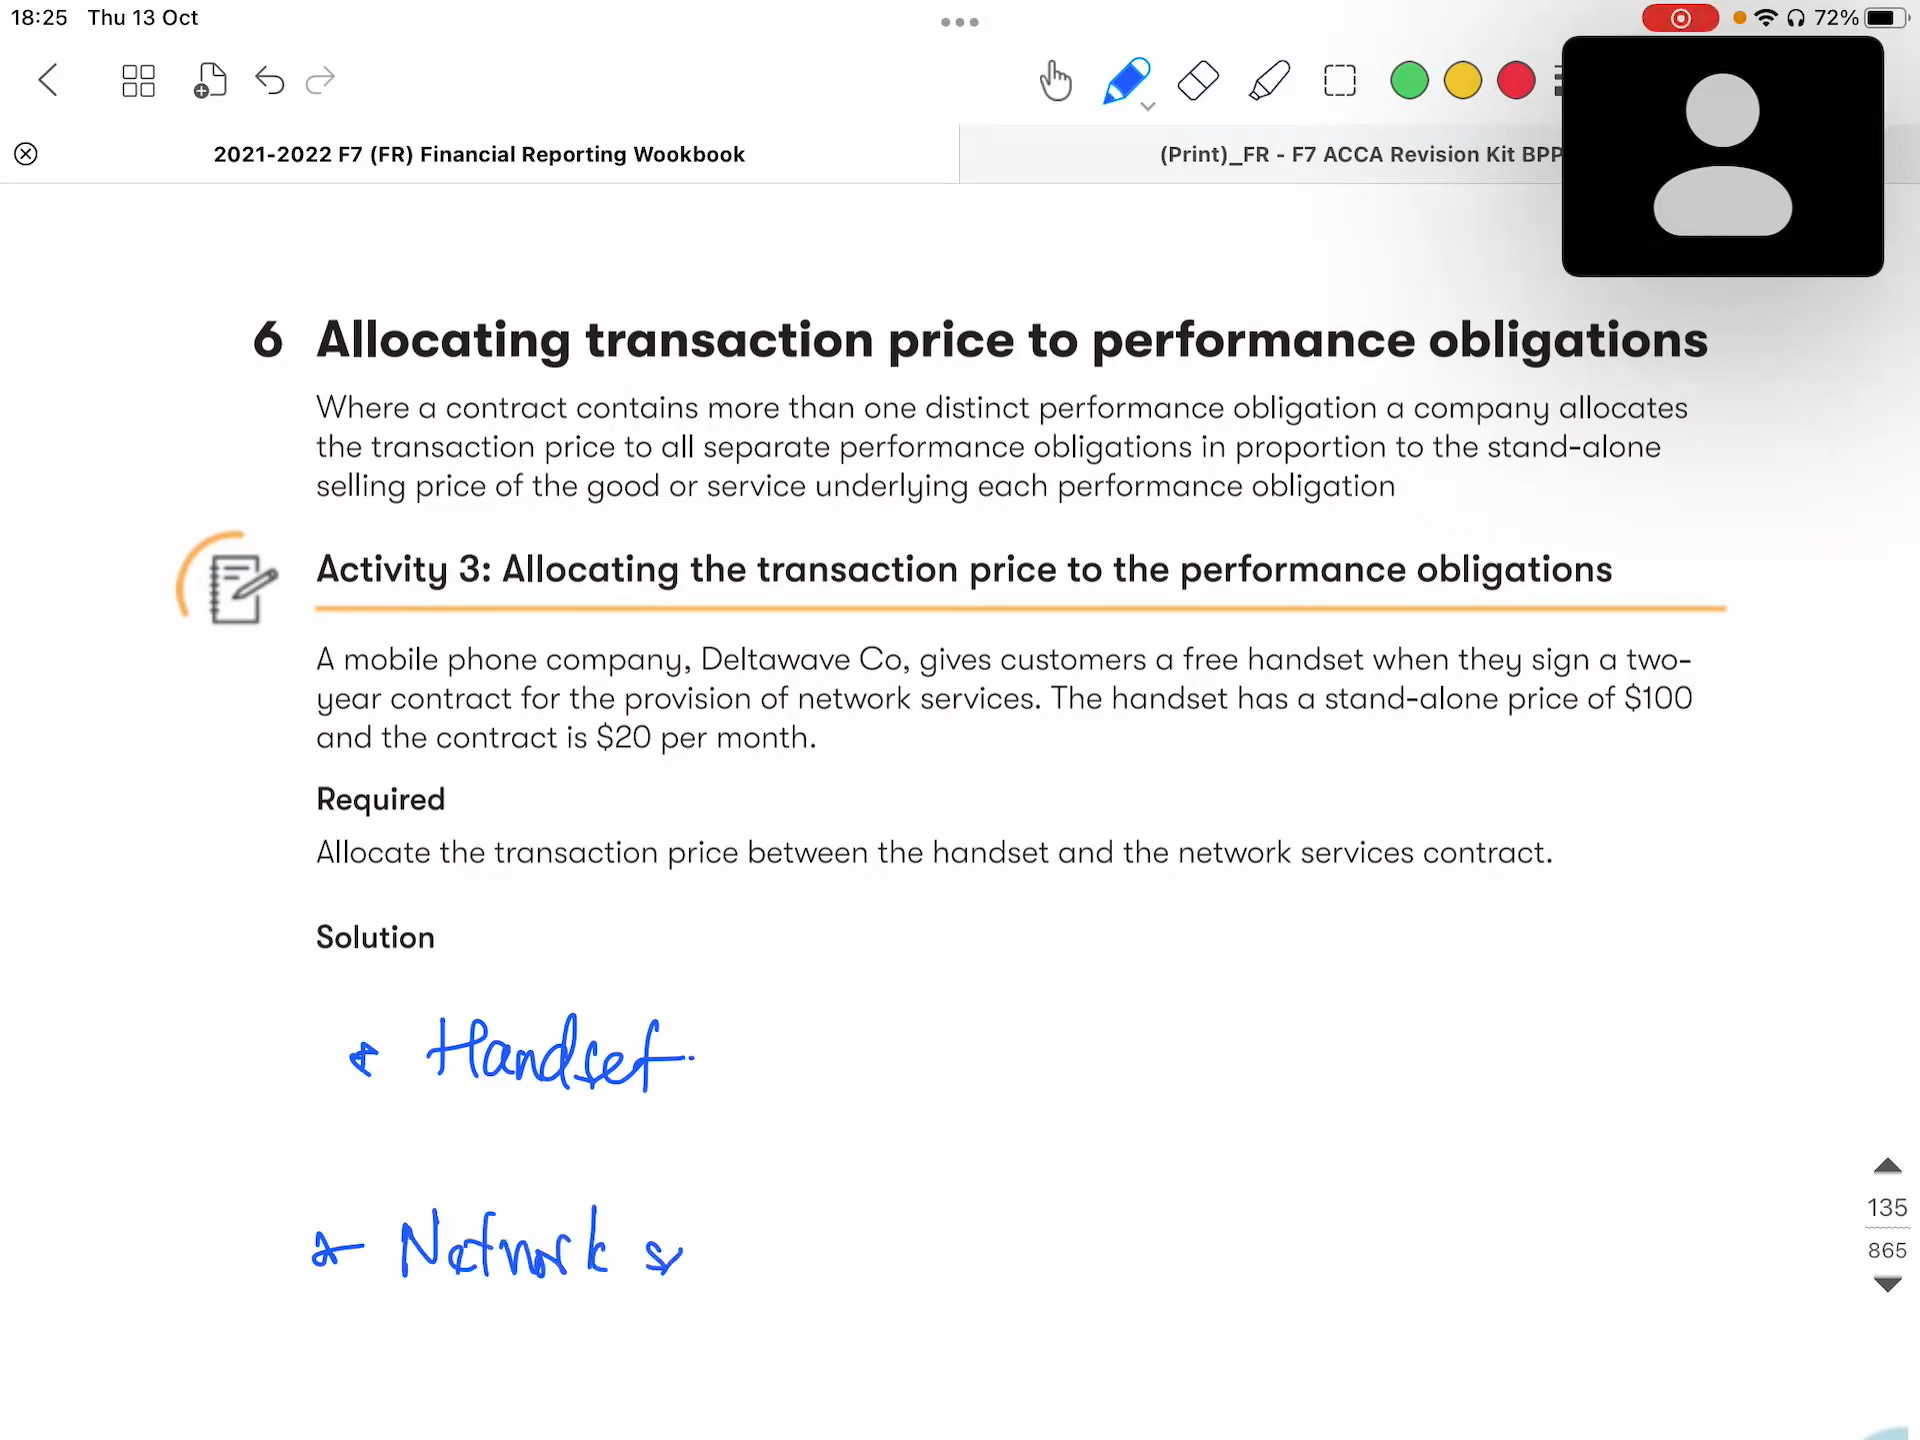 18:25 Thu 13 Oct
72%
2021-2022 F7 (FR) Financial Reporting Wookbook
(Print)_FR - F7 ACCA Revision Kit BPP
6 Allocating transaction price to performance obligations
Where a contract contains more than one distinct performance obligation a company allocates
the transaction price to all separate performance obligations in proportion to the stand-alone
selling price of the good or service underlying each performance obligation
Activity 3: Allocating the transaction price to the performance obligations
A mobile phone company, Deltawave Co, gives customers a free handset when they sign a two-
year contract for the provision of network services. The handset has a stand-alone price of $100
and the contract is $20 per month.
Required
Allocate the transaction price between the handset and the network services contract.
Solution
Handset
Network
135
865